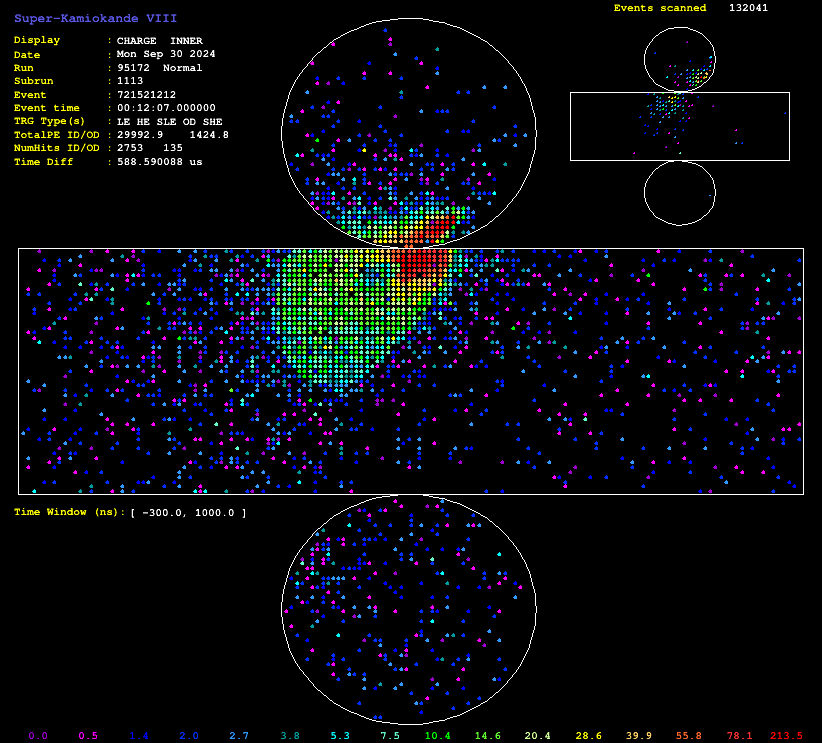 Super-Kamiokande VIII
Events scanned 132041
Display : CHARGE INNER
Date : Mon Sep 30 2024
Run : 95172 Normal
Subrun : 1113
Event : 721521212
Event time : 00:12:07.000000
TRG Type(s) : LE HE SLE OD SHE
TotalPE ID/OD : 29992.9 1424.8
NumHits ID/OD : 2753 135
Time Diff : 588.590088 us
Time Window (ns): [ -300.0, 1000.0 ]
0.0 0.5 1.4 2.0 2.7 3.8 5.3 7.5 10.4 14.6 20.4 28.6 39.9 55.8 78.1 213.5